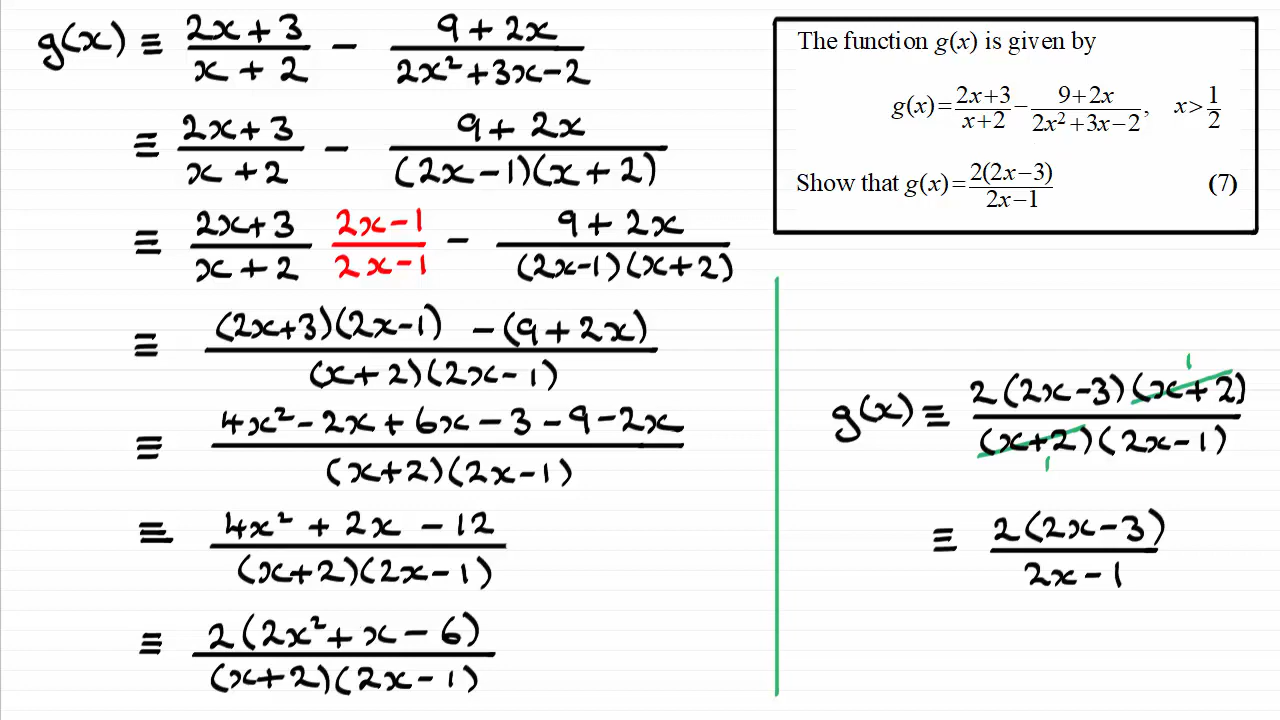 g(x) ≡ (2x + 3)/(x + 2) − (9 + 2x)/(2x² + 3x − 2)
≡ (2x + 3)/(x + 2) − (9 + 2x)/((2x − 1)(x + 2))
≡ (2x + 3)/(x + 2) (2x − 1)/(2x − 1) − (9 + 2x)/((2x − 1)(x + 2))
≡ ((2x + 3)(2x − 1) − (9 + 2x))/((x + 2)(2x − 1))
≡ (4x² − 2x + 6x − 3 − 9 − 2x)/((x + 2)(2x − 1))
≡ (4x² + 2x − 12)/((x + 2)(2x − 1))
≡ 2(2x² + x − 6)/((x + 2)(2x − 1))
The function g(x) is given by
g(x) = (2x + 3)/(x + 2) − (9 + 2x)/(2x² + 3x − 2), x > 1/2
Show that g(x) = 2(2x − 3)/(2x − 1) (7)
1
g(x) ≡ 2(2x − 3)(x + 2)/((x + 2)(2x − 1))
1
≡ 2(2x − 3)/(2x − 1)